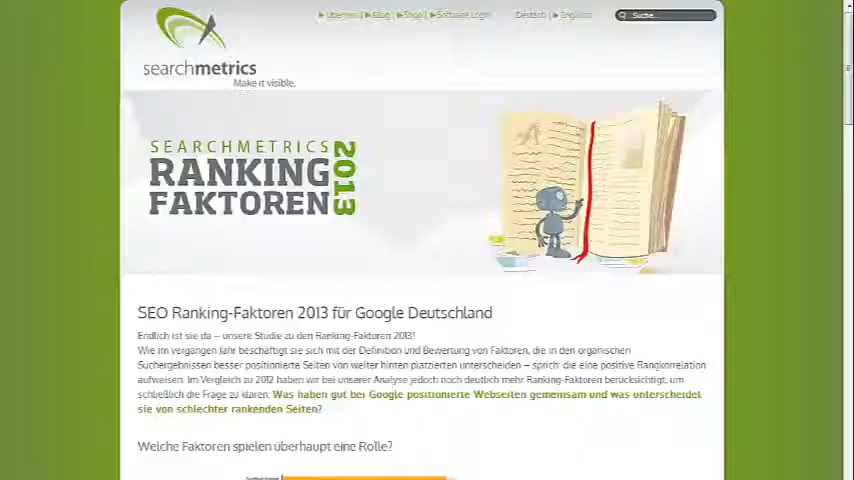 Über uns | Blog | Shop | Software Login Deutsch | Englisch Suche...
searchmetrics
Make it visible.
SEARCHMETRICS
RANKING
FAKTOREN
2013
SEO Ranking-Faktoren 2013 für Google Deutschland
Endlich ist sie da – unsere Studie zu den Ranking-Faktoren 2013!
Wie im vergangen Jahr beschäftigt sie sich mit der Definition und Bewertung von Faktoren, die in den organischen
Suchergebnissen besser positionierte Seiten von weiter hinten platzierten unterscheiden – sprich: die eine positive Rangkorrelation
aufweisen. Im Vergleich zu 2012 haben wir bei unserer Analyse jedoch noch deutlich mehr Ranking-Faktoren berücksichtigt, um
schließlich die Frage zu klären: Was haben gut bei Google positionierte Webseiten gemeinsam und was unterscheidet
sie von schlechter rankenden Seiten?
Welche Faktoren spielen überhaupt eine Rolle?